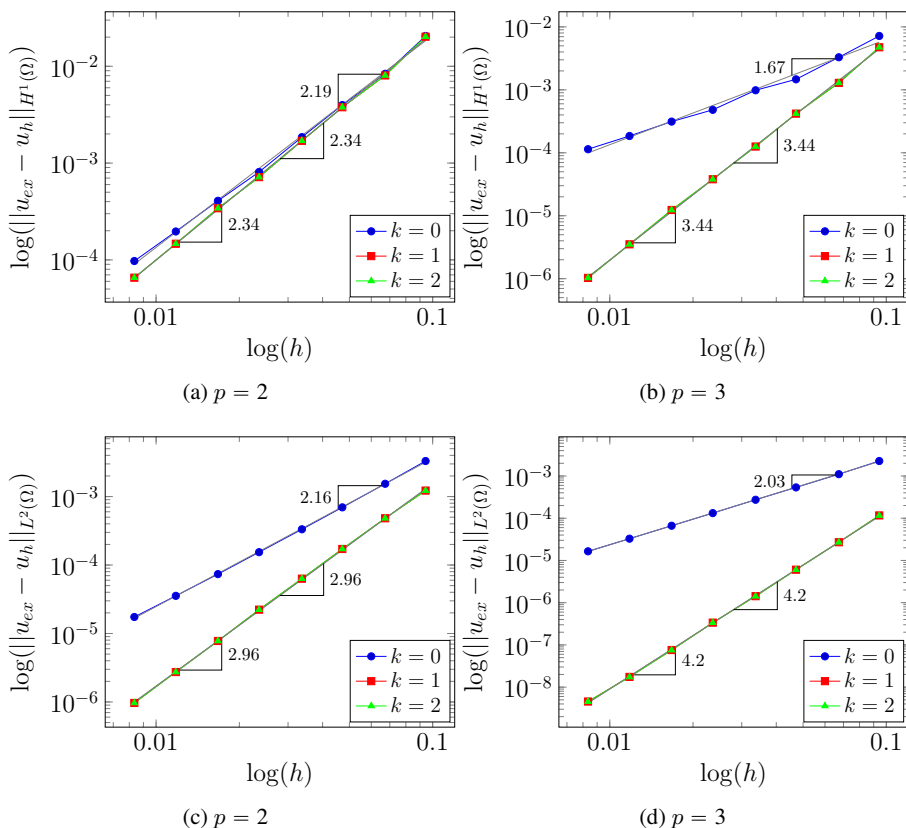 10^{-2}
10^{-3}
10^{-4}
log(||u_{ex} − u_h||_{H^1(Ω)})
2.19
2.34
2.34
k = 0
k = 1
k = 2
0.01
0.1
log(h)
(a) p = 2
10^{-2}
10^{-3}
10^{-4}
10^{-5}
10^{-6}
log(||u_{ex} − u_h||_{H^1(Ω)})
1.67
3.44
3.44
k = 0
k = 1
k = 2
0.01
0.1
log(h)
(b) p = 3
10^{-3}
10^{-4}
10^{-5}
10^{-6}
log(||u_{ex} − u_h||_{L^2(Ω)})
2.16
2.96
2.96
k = 0
k = 1
k = 2
0.01
0.1
log(h)
(c) p = 2
10^{-3}
10^{-4}
10^{-5}
10^{-6}
10^{-7}
10^{-8}
log(||u_{ex} − u_h||_{L^2(Ω)})
2.03
4.2
4.2
k = 0
k = 1
k = 2
0.01
0.1
log(h)
(d) p = 3